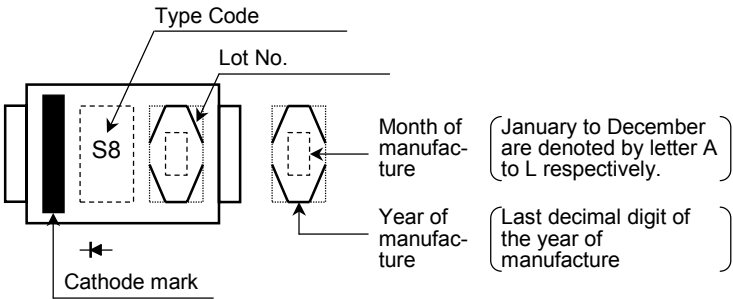 Type Code
Lot No.
S8
Month of
manufac-
ture
January to December
are denoted by letter A
to L respectively.
Year of
manufac-
ture
Last decimal digit of
the year of
manufacture
Cathode mark